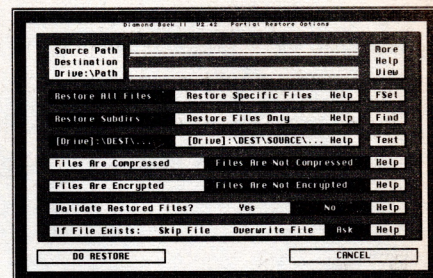 Diamond Back II V2.42 Partial Restore Options
Source Path More
Destination Help
Drive:\Path View
Restore All Files Restore Specific Files Help FSet
Restore Subdirs Restore Files Only Help Find
[Drive]:\DEST\... [Drive]:\DEST\SOURCE\... Help Text
Files Are Compressed Files Are Not Compressed Help
Files Are Encrypted Files Are Not Encrypted Help
Validate Restored Files? Yes No Help
If File Exists: Skip File Overwrite File Ask Help
DO RESTORE CANCEL